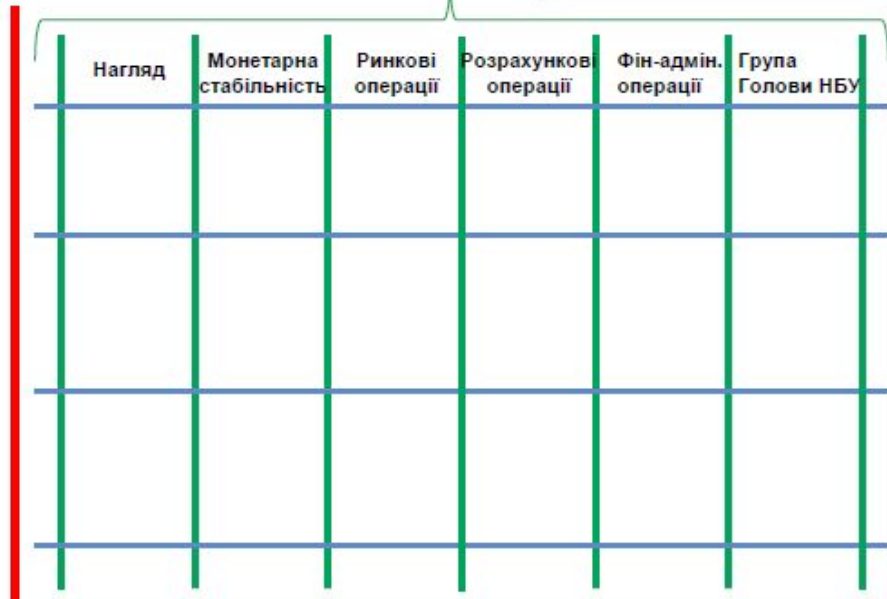 Нагляд
Монетарна
стабільність
Ринкові
операції
Розрахункові
операції
Фін-адмін.
операції
Група
Голови НБУ